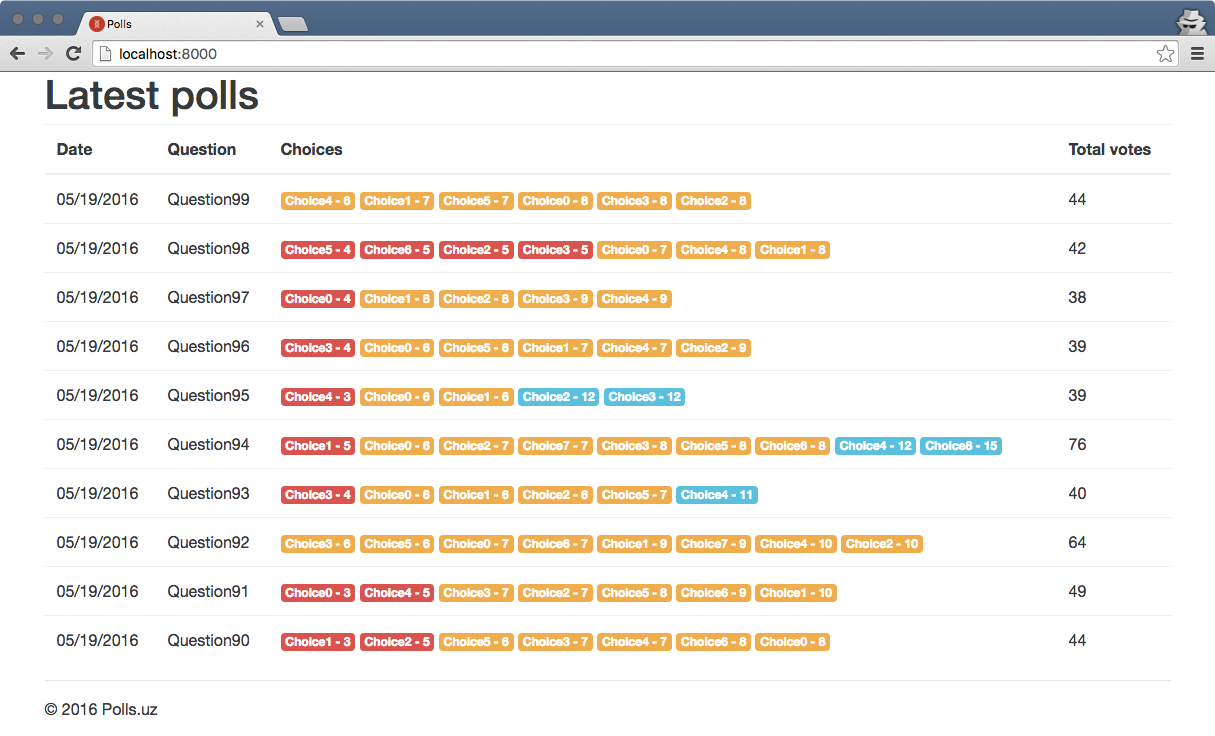 Polls
localhost:8000
Latest polls
Date Question Choices Total votes
05/19/2016 Question99 Choice4 - 6 Choice1 - 7 Choice5 - 7 Choice0 - 8 Choice3 - 8 Choice2 - 8 44
05/19/2016 Question98 Choice5 - 4 Choice6 - 5 Choice2 - 5 Choice3 - 5 Choice0 - 7 Choice4 - 8 Choice1 - 8 42
05/19/2016 Question97 Choice0 - 4 Choice1 - 8 Choice2 - 8 Choice3 - 9 Choice4 - 9 38
05/19/2016 Question96 Choice3 - 4 Choice0 - 6 Choice5 - 6 Choice1 - 7 Choice4 - 7 Choice2 - 9 39
05/19/2016 Question95 Choice4 - 3 Choice0 - 6 Choice1 - 6 Choice2 - 12 Choice3 - 12 39
05/19/2016 Question94 Choice1 - 5 Choice0 - 6 Choice2 - 7 Choice7 - 7 Choice3 - 8 Choice5 - 8 Choice6 - 8 Choice4 - 12 Choice8 - 15 76
05/19/2016 Question93 Choice3 - 4 Choice0 - 6 Choice1 - 6 Choice2 - 6 Choice5 - 7 Choice4 - 11 40
05/19/2016 Question92 Choice3 - 6 Choice5 - 6 Choice0 - 7 Choice6 - 7 Choice1 - 9 Choice7 - 9 Choice4 - 10 Choice2 - 10 64
05/19/2016 Question91 Choice0 - 3 Choice4 - 5 Choice3 - 7 Choice2 - 7 Choice5 - 8 Choice6 - 9 Choice1 - 10 49
05/19/2016 Question90 Choice1 - 3 Choice2 - 5 Choice5 - 6 Choice3 - 7 Choice4 - 7 Choice6 - 8 Choice0 - 8 44
© 2016 Polls.uz